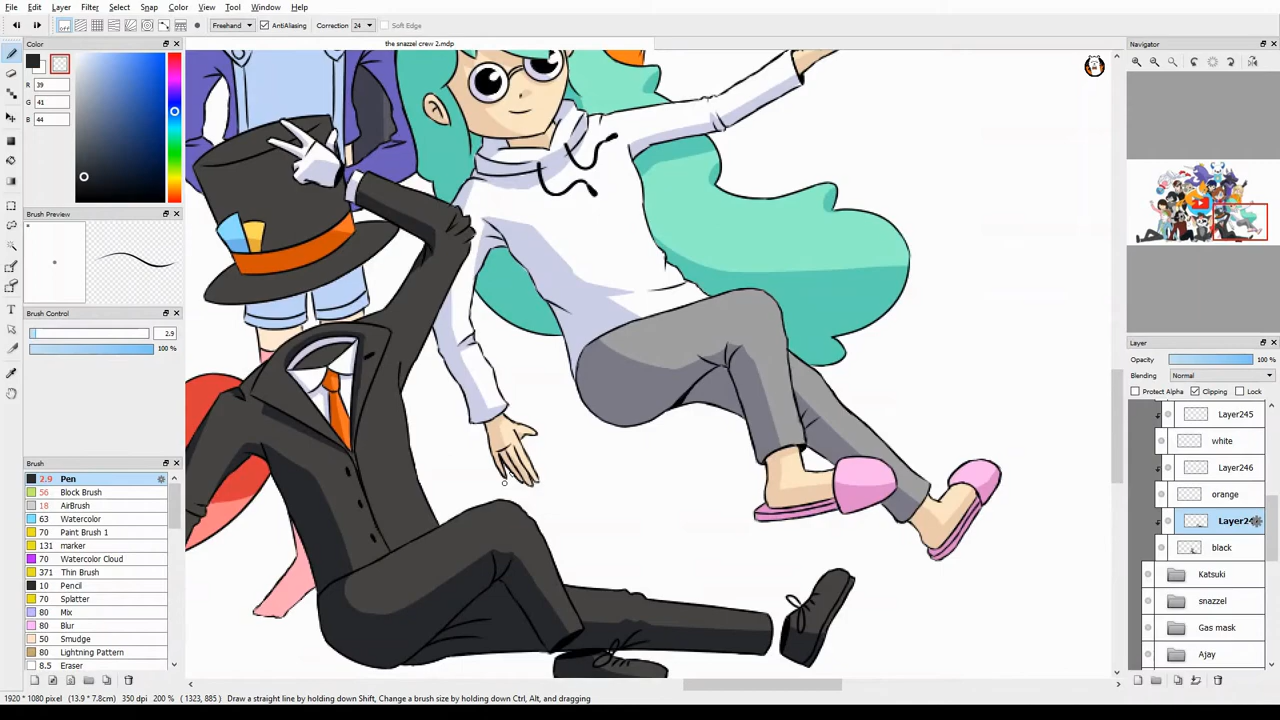 File Edit Layer Filter Select Snap Color View Tool Window Help
Freehand AntiAliasing Correction 24 Soft Edge
Color
the snazzel crew 2.mdp
Navigator
R 39
G 41
B 44
Brush Preview
Brush Control
2.9
100 %
Layer
Opacity 100 %
Blending Normal
Protect Alpha Clipping Lock
Layer245
white
Layer246
orange
Layer24
black
Katsuki
snazzel
Gas mask
Ajay
Brush
2.9 Pen
56 Block Brush
18 AirBrush
63 Watercolor
70 Paint Brush 1
131 marker
70 Watercolor Cloud
371 Thin Brush
10 Pencil
70 Splatter
80 Mix
80 Blur
50 Smudge
80 Lightning Pattern
8.5 Eraser
1920 * 1080 pixel (13.9 * 7.8cm) 350 dpi 200 % ( 1323, 885 ) Draw a straight line by holding down Shift, Change a brush size by holding down Ctrl, Alt, and dragging